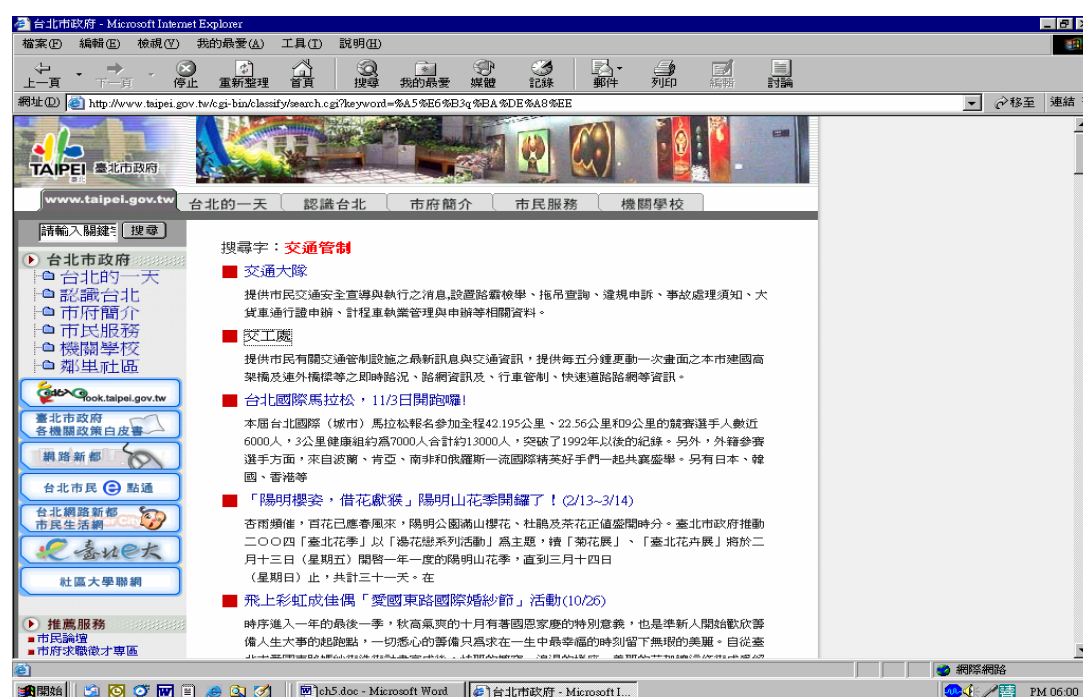 台北市政府 - Microsoft Internet Explorer
檔案(F) 編輯(E) 檢視(V) 我的最愛(A) 工具(T) 說明(H)
上一頁 下一頁 停止 重新整理 首頁 搜尋 我的最愛 媒體 記錄 郵件 列印 編輯 討論
網址(D) http://www.taipei.gov.tw/cgi-bin/classify/search.cgi?keyword=%A5%E6%B3q%BA%DE%A8%EE 移至 連結
TAIPEI 臺北市政府
臺北
www.taipei.gov.tw 台北的一天 認識台北 市府簡介 市民服務 機關學校
請輸入關鍵 搜尋
台北市政府
台北的一天
認識台北
市府簡介
市民服務
機關學校
鄰里社區
look.taipei.gov.tw
臺北市政府
各機關政策白皮書
網路新都
台北市民 e 點通
台北網路新都
市民生活網
臺北e大
社區大學聯網
推薦服務
市民論壇
市府求職徵才專區
搜尋字：交通管制
交通大隊
提供市民交通安全宣導與執行之消息,設置路霸檢舉、拖吊查詢、違規申訴、事故處理須知、大
貨車通行證申辦、計程車執業管理與申辦等相關資料。
交工處
提供市民有關交通管制設施之最新訊息與交通資訊，提供每五分鐘更動一次畫面之本市建國高
架橋及連外橋樑等之即時路況、路網資訊及、行車管制、快速道路路網等資訊。
台北國際馬拉松，11/3日開跑囉!
本屆台北國際（城市）馬拉松報名參加全程42.195公里、22.56公里和09公里的競賽選手人數近
6000人，3公里健康組約為7000人合計約13000人，突破了1992年以後的紀錄。另外，外籍參賽
選手方面，來自波蘭、肯亞、南非和俄羅斯一流國際精英好手們一起共襄盛舉。另有日本、韓
國、香港等
「陽明櫻姿，借花獻猴」陽明山花季開鑼了！(2/13~3/14)
杏雨頻催，百花已應春風來，陽明公園滿山櫻花、杜鵑及茶花正值盛開時分。臺北市政府推動
二○○四「臺北花季」以「湯花戀系列活動」為主題，續「菊花展」、「臺北花卉展」將於二
月十三日（星期五）開啟一年一度的陽明山花季，直到三月十四日
（星期日）止，共計三十一天。在
飛上彩虹成佳偶「愛國東路國際婚紗節」活動(10/26)
時序進入一年的最後一季，秋高氣爽的十月有著國恩家慶的特別意義，也是準新人開始歡欣籌
備人生大事的起跑點，一切悉心的籌備只為求在一生中最幸福的時刻留下無瑕的美麗。自從臺
網際網路
開始 ch5.doc - Microsoft Word 台北市政府 - Microsoft I... PM 06:00